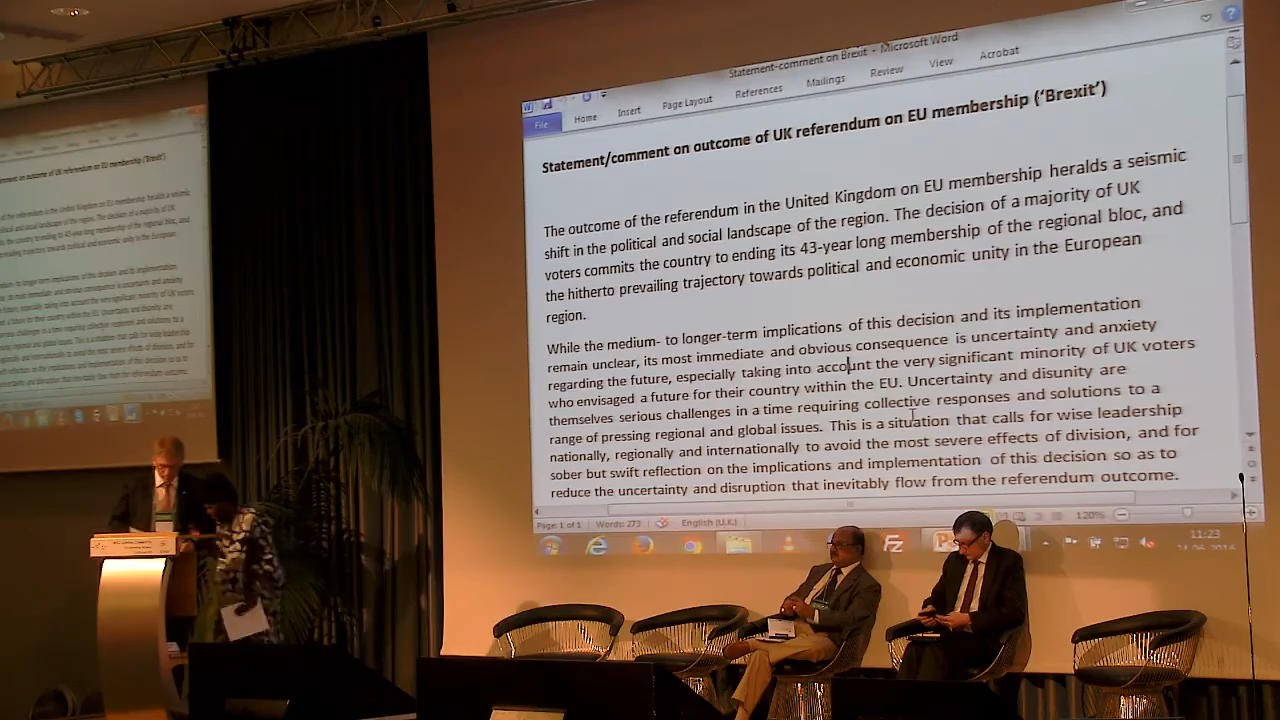 Statement-comment on Brexit - Microsoft Word
File Home Insert Page Layout References Mailings Review View Acrobat
Statement/comment on outcome of UK referendum on EU membership (‘Brexit’)
The outcome of the referendum in the United Kingdom on EU membership heralds a seismic
shift in the political and social landscape of the region. The decision of a majority of UK
voters commits the country to ending its 43-year long membership of the regional bloc, and
the hitherto prevailing trajectory towards political and economic unity in the European
region.
While the medium- to longer-term implications of this decision and its implementation
remain unclear, its most immediate and obvious consequence is uncertainty and anxiety
regarding the future, especially taking into account the very significant minority of UK voters
who envisaged a future for their country within the EU. Uncertainty and disunity are
themselves serious challenges in a time requiring collective responses and solutions to a
range of pressing regional and global issues. This is a situation that calls for wise leadership
nationally, regionally and internationally to avoid the most severe effects of division, and for
sober but swift reflection on the implications and implementation of this decision so as to
reduce the uncertainty and disruption that inevitably flow from the referendum outcome.
Page: 1 of 1 Words: 273 English (U.K.) 120%
11:23
24.06.2016